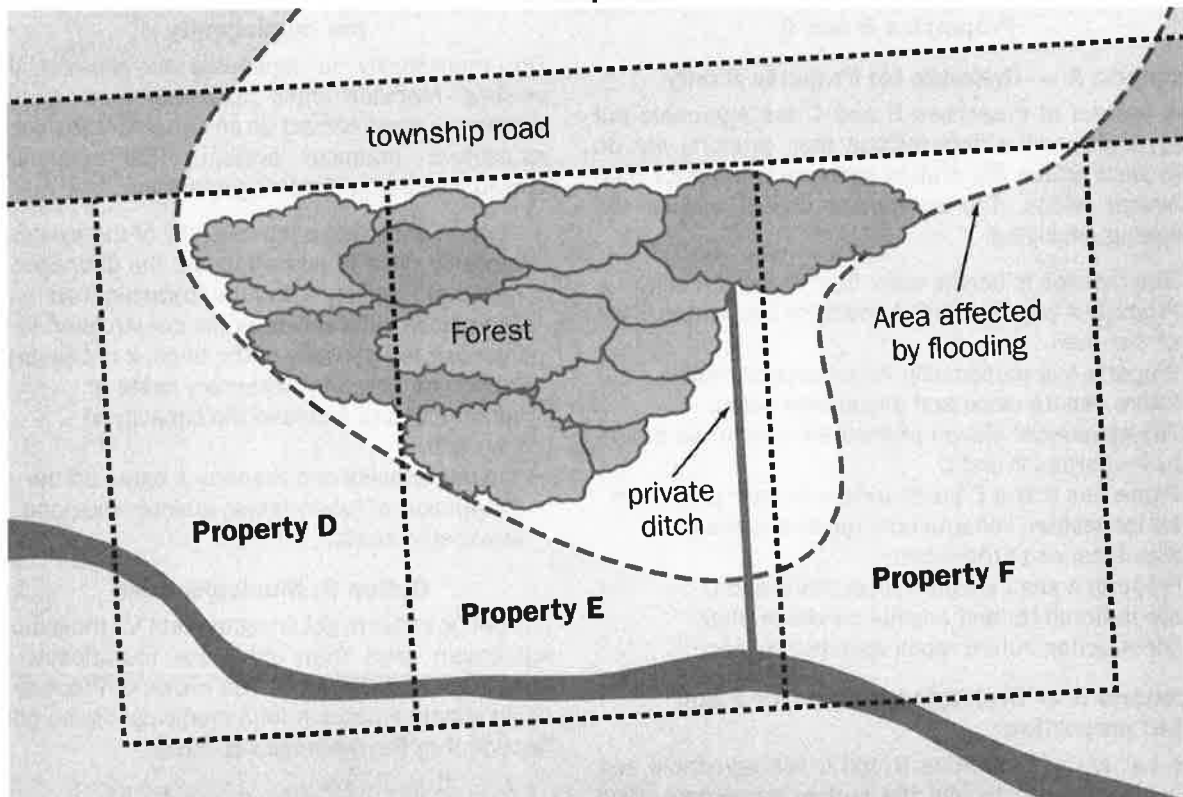 township road
Forest
Area affected
by flooding
private
ditch
Property D
Property E
Property F